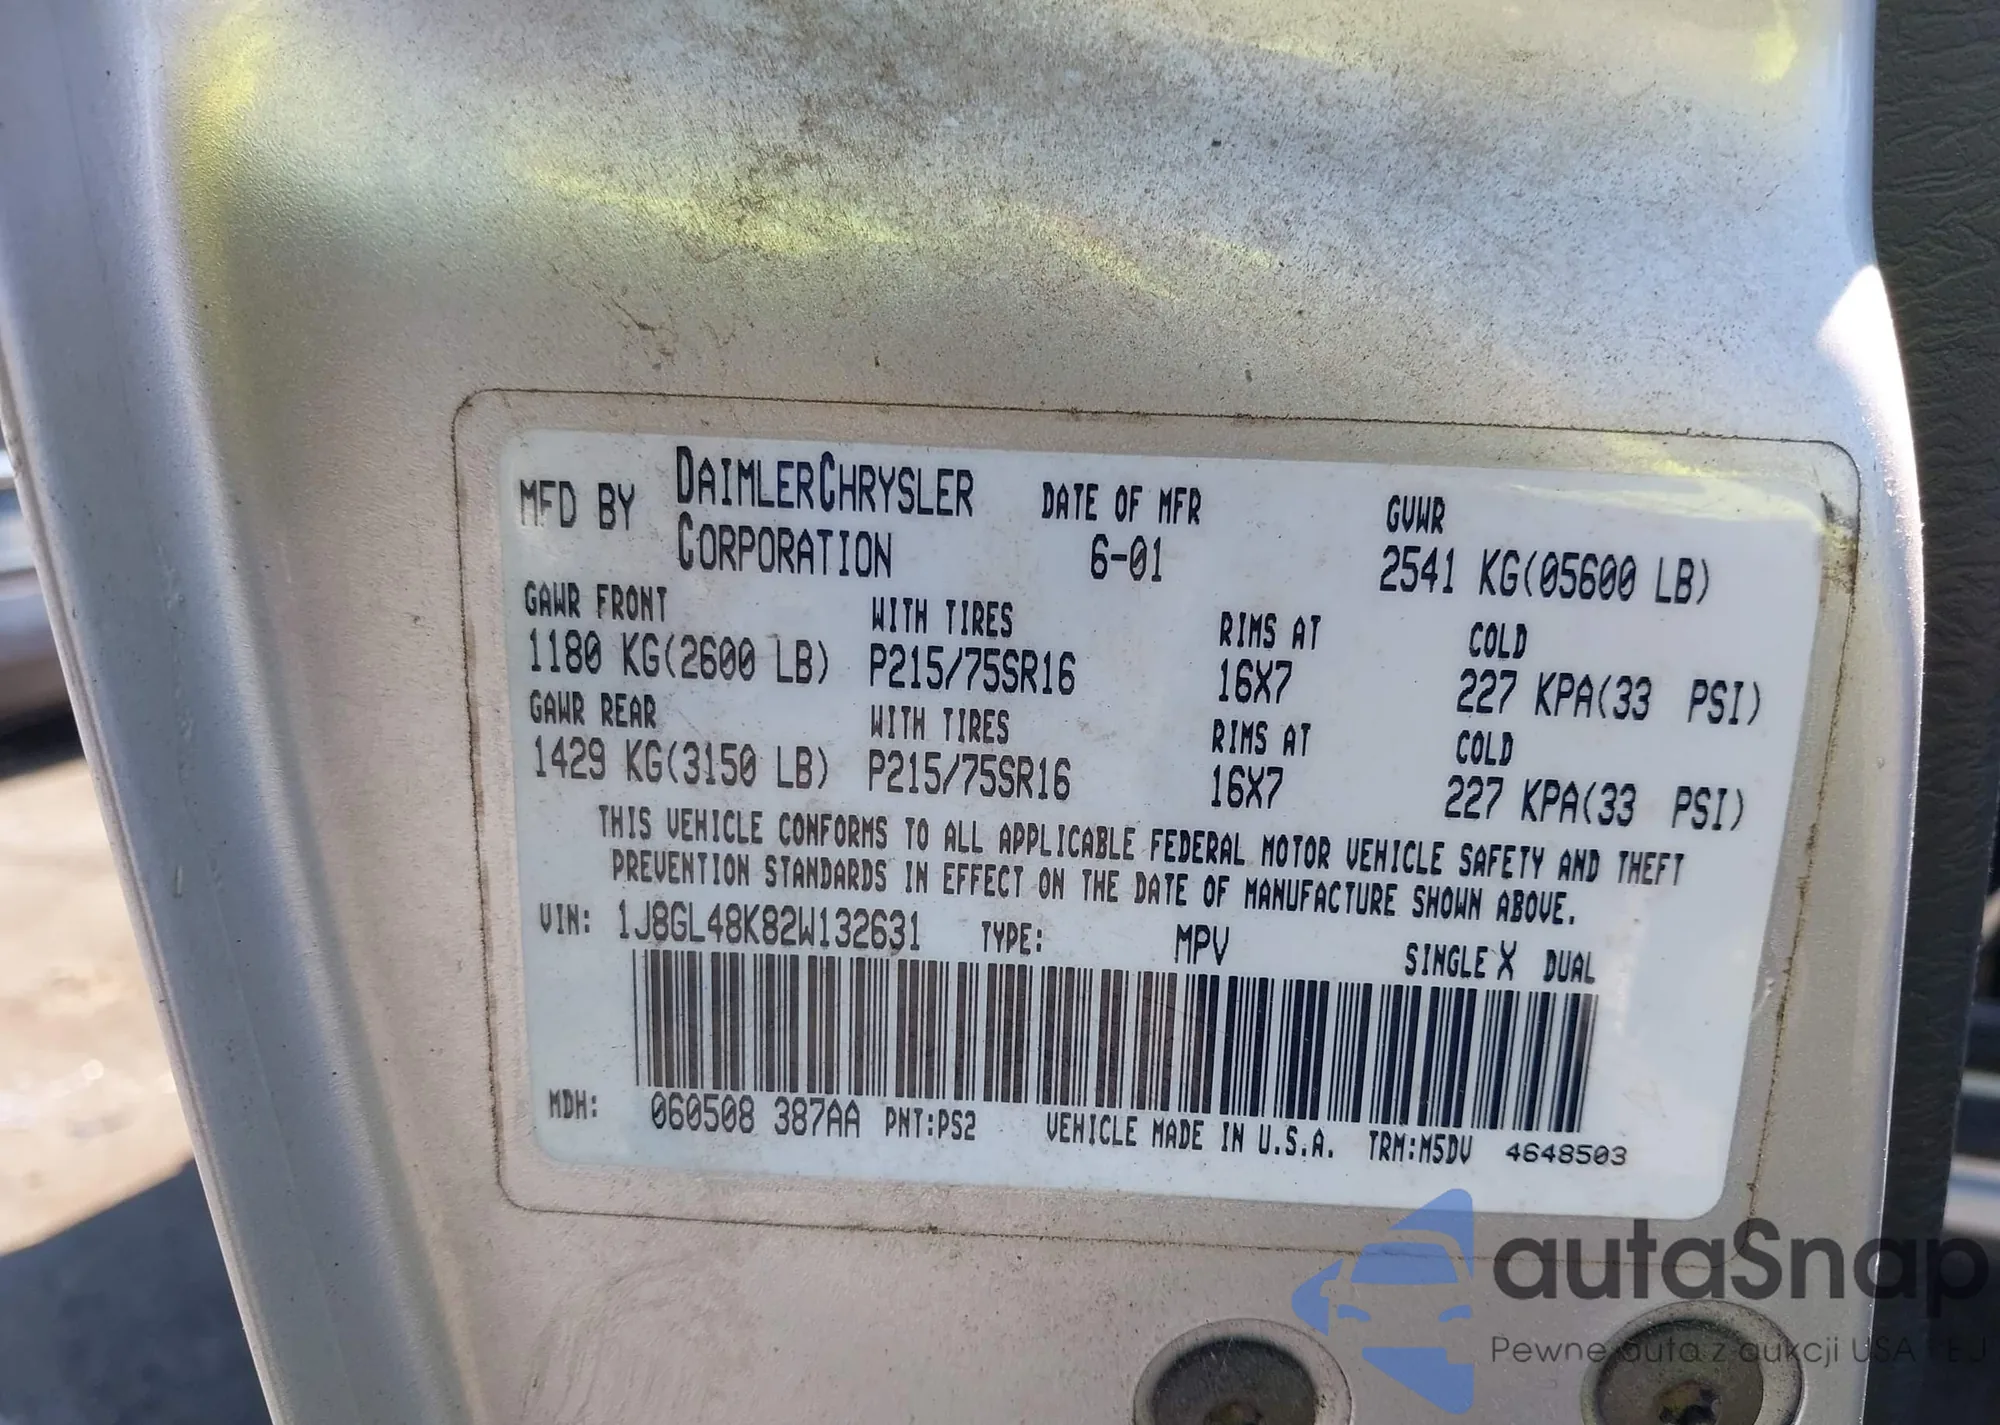 MFD BY DAIMLERCHRYSLER CORPORATION DATE OF MFR 6-01 GVWR 2541 KG(05600 LB)
GAWR FRONT WITH TIRES RIMS AT COLD
1180 KG(2600 LB) P215/75SR16 16X7 227 KPA(33 PSI)
GAWR REAR WITH TIRES RIMS AT COLD
1429 KG(3150 LB) P215/75SR16 16X7 227 KPA(33 PSI)
THIS VEHICLE CONFORMS TO ALL APPLICABLE FEDERAL MOTOR VEHICLE SAFETY AND THEFT
PREVENTION STANDARDS IN EFFECT ON THE DATE OF MANUFACTURE SHOWN ABOVE.
VIN: 1J8GL48K82W132631 TYPE: MPV SINGLE X DUAL
MDH: 060508 387AA PNT:PS2 VEHICLE MADE IN U.S.A. TRM:M5DV 4648503
autaSnap
Pewne auta z aukcji USA